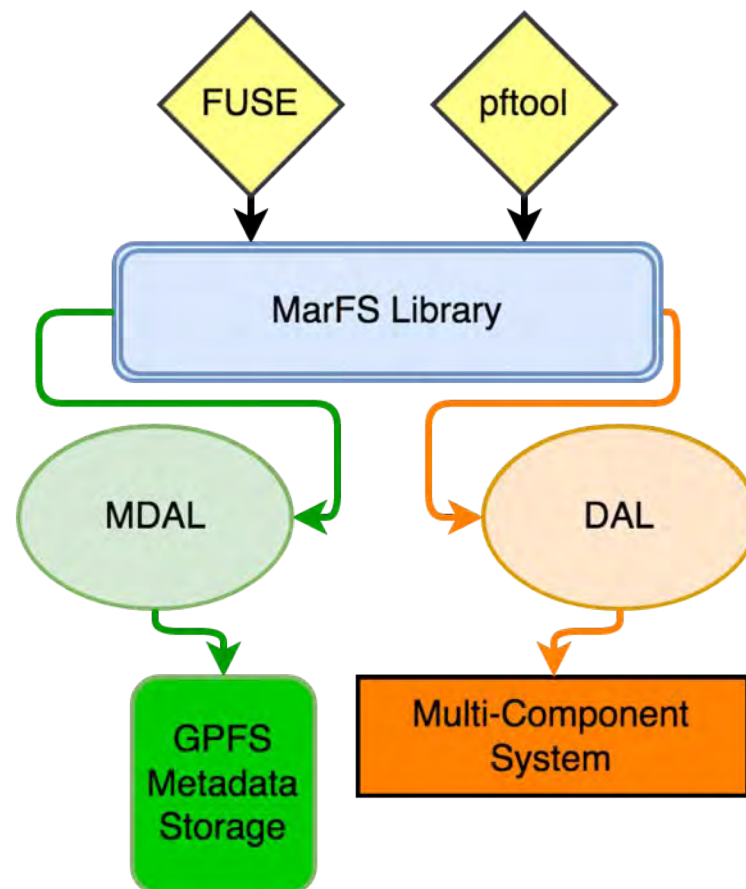 FUSE
pftool
MarFS Library
MDAL
DAL
GPFS
Metadata
Storage
Multi-Component
System